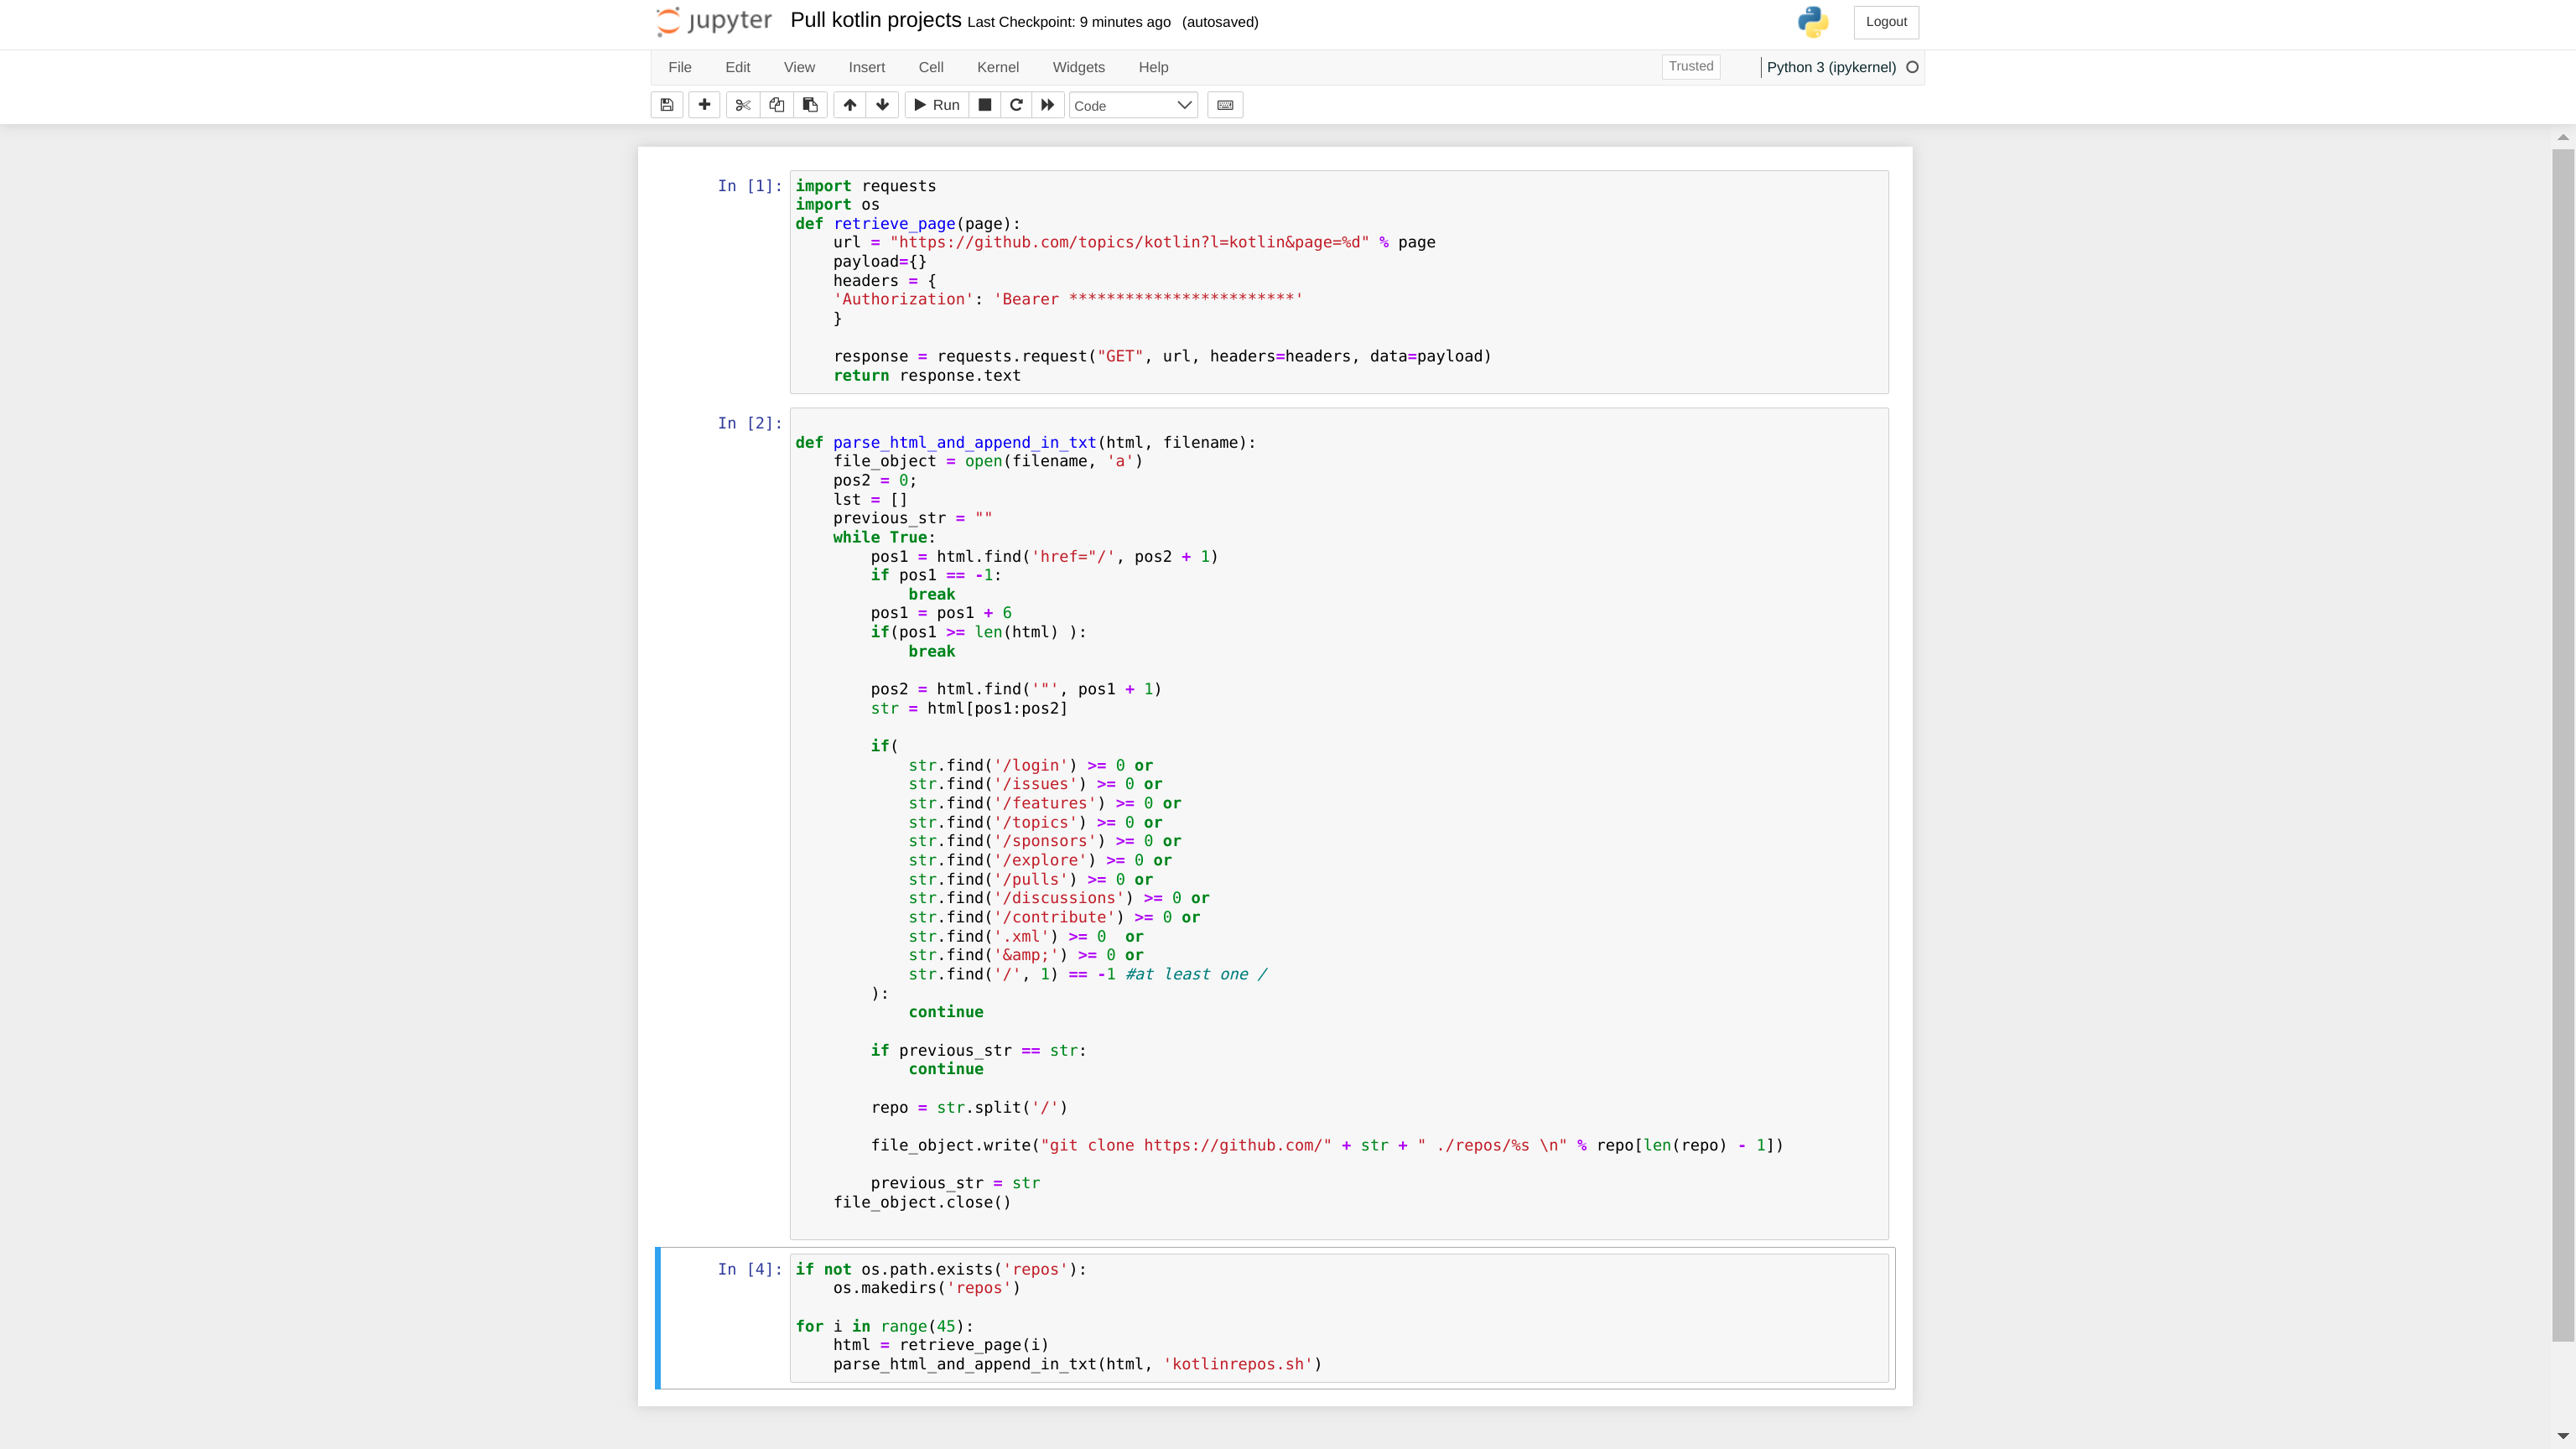 jupyter Pull kotlin projects Last Checkpoint: 9 minutes ago (autosaved) Logout
File Edit View Insert Cell Kernel Widgets Help Trusted Python 3 (ipykernel)
Run Code
In [1]: import requests
import os
def retrieve_page(page):
    url = "https://github.com/topics/kotlin?l=kotlin&page=%d" % page
    payload={}
    headers = {
    'Authorization': 'Bearer ************************'
    }
    response = requests.request("GET", url, headers=headers, data=payload)
    return response.text
In [2]:
def parse_html_and_append_in_txt(html, filename):
    file_object = open(filename, 'a')
    pos2 = 0;
    lst = []
    previous_str = ""
    while True:
        pos1 = html.find('href="/', pos2 + 1)
        if pos1 == -1:
            break
        pos1 = pos1 + 6
        if(pos1 >= len(html) ):
            break
        pos2 = html.find('"', pos1 + 1)
        str = html[pos1:pos2]
        if(
            str.find('/login') >= 0 or
            str.find('/issues') >= 0 or
            str.find('/features') >= 0 or
            str.find('/topics') >= 0 or
            str.find('/sponsors') >= 0 or
            str.find('/explore') >= 0 or
            str.find('/pulls') >= 0 or
            str.find('/discussions') >= 0 or
            str.find('/contribute') >= 0 or
            str.find('.xml') >= 0  or
            str.find('&amp;') >= 0 or
            str.find('/', 1) == -1 #at least one /
        ):
            continue
        if previous_str == str:
            continue
        repo = str.split('/')
        file_object.write("git clone https://github.com/" + str + " ./repos/%s \n" % repo[len(repo) - 1])
        previous_str = str
    file_object.close()
In [4]: if not os.path.exists('repos'):
    os.makedirs('repos')
for i in range(45):
    html = retrieve_page(i)
    parse_html_and_append_in_txt(html, 'kotlinrepos.sh')